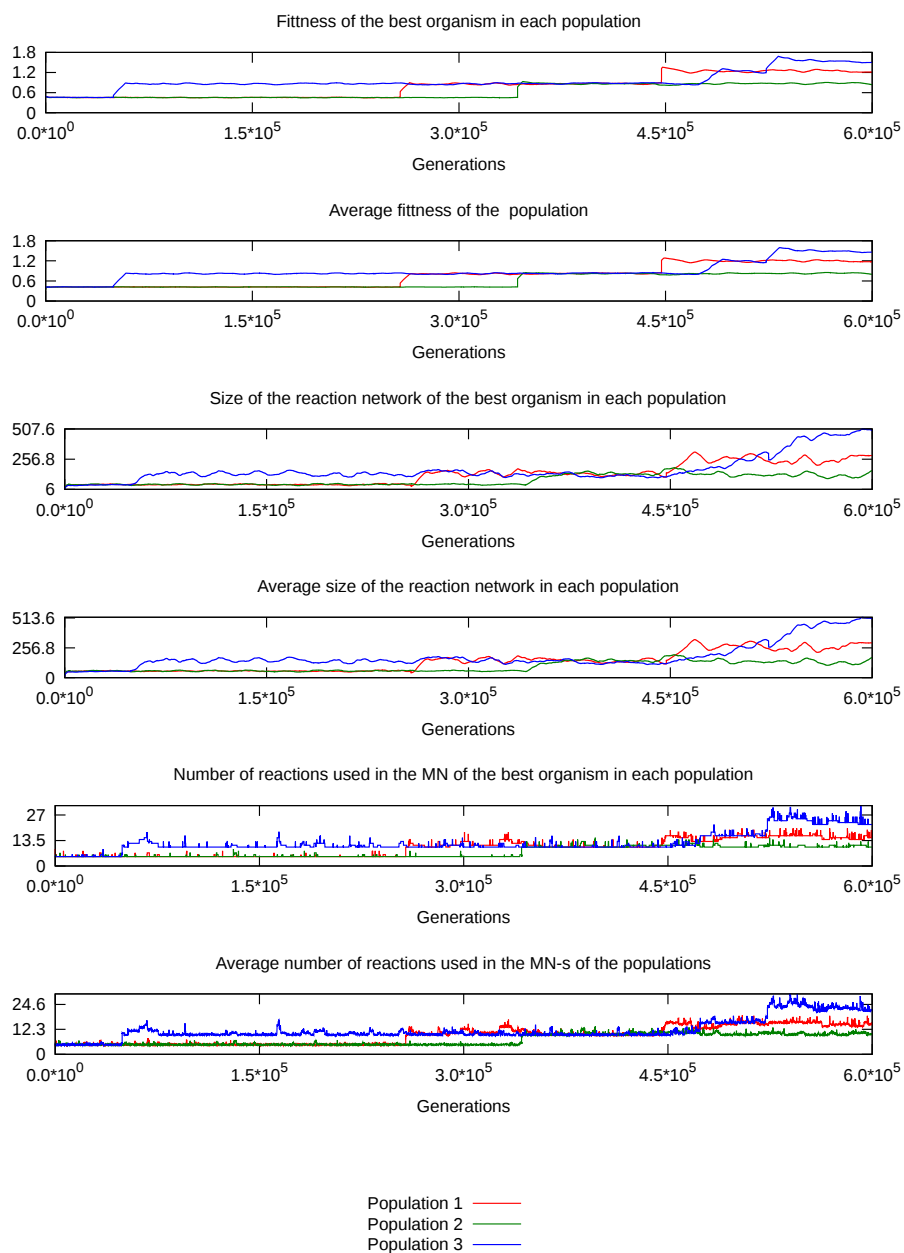 Fittness of the best organism in each population
1.8
1.2
0.6
0
0.0*10^0 1.5*10^5 3.0*10^5 4.5*10^5 6.0*10^5
Generations
Average fittness of the  population
1.8
1.2
0.6
0
0.0*10^0 1.5*10^5 3.0*10^5 4.5*10^5 6.0*10^5
Generations
Size of the reaction network of the best organism in each population
507.6
256.8
6
0.0*10^0 1.5*10^5 3.0*10^5 4.5*10^5 6.0*10^5
Generations
Average size of the reaction network in each population
513.6
256.8
0
0.0*10^0 1.5*10^5 3.0*10^5 4.5*10^5 6.0*10^5
Generations
Number of reactions used in the MN of the best organism in each population
27
13.5
0
0.0*10^0 1.5*10^5 3.0*10^5 4.5*10^5 6.0*10^5
Generations
Average number of reactions used in the MN-s of the populations
24.6
12.3
0
0.0*10^0 1.5*10^5 3.0*10^5 4.5*10^5 6.0*10^5
Generations
Population 1
Population 2
Population 3